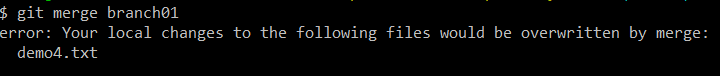 $ git merge branch01
error: Your local changes to the following files would be overwritten by merge:
demo4.txt